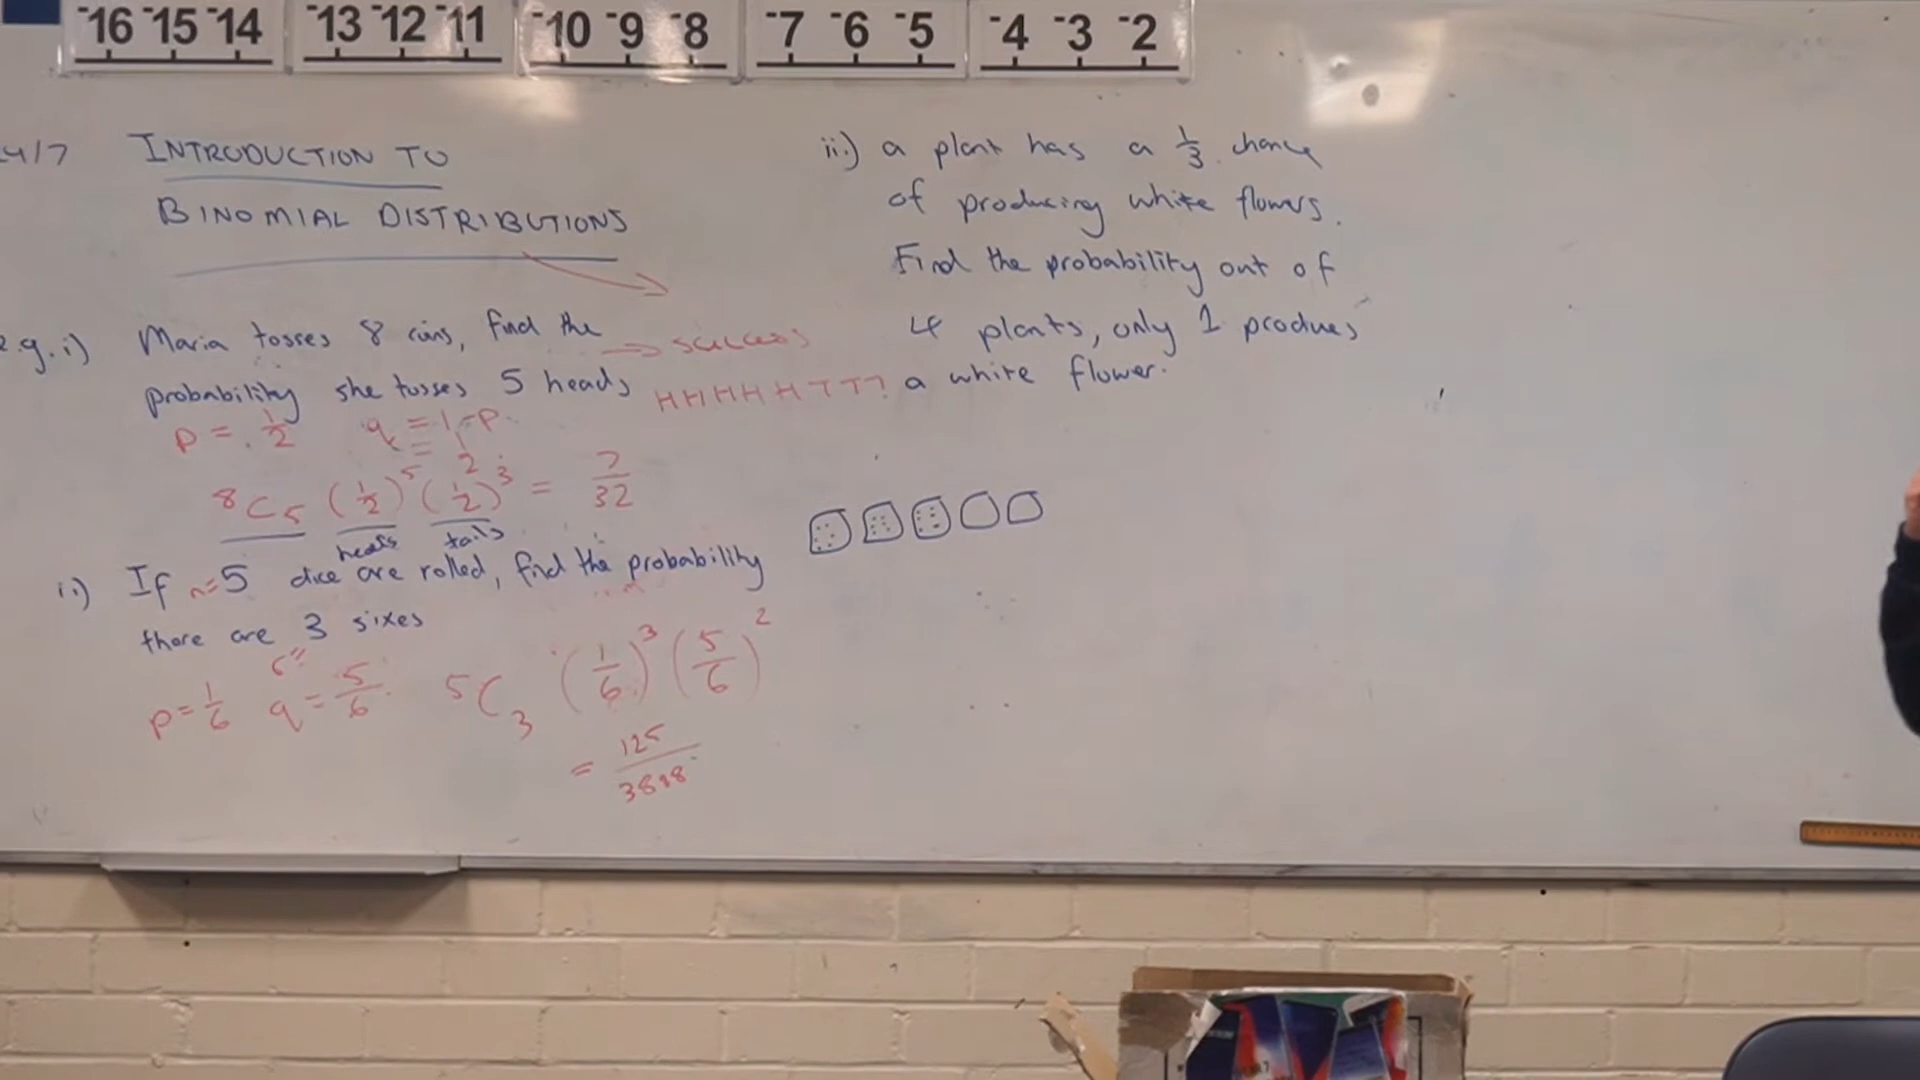 -16 -15 -14 -13 -12 -11 -10 -9 -8 -7 -6 -5 -4 -3 -2
4/7 INTRODUCTION TO
BINOMIAL DISTRIBUTIONS
e.g. i) Maria tosses 8 coins, find the → success
probability she tosses 5 heads HHHHHTTT?
p = 1/2 q = 1-p
= 1/2
⁸C₅ (1/2)⁵ (1/2)³ = 7/32
heads tails
ii) If n=5 dice are rolled, find the probability
there are 3 sixes
p = 1/6 q = 5/6 ⁵C₃ (1/6)³ (5/6)²
= 125/3888
iii) a plant has a 1/3 chance
of producing white flowers.
Find the probability out of
4 plants, only 1 produces
a white flower.